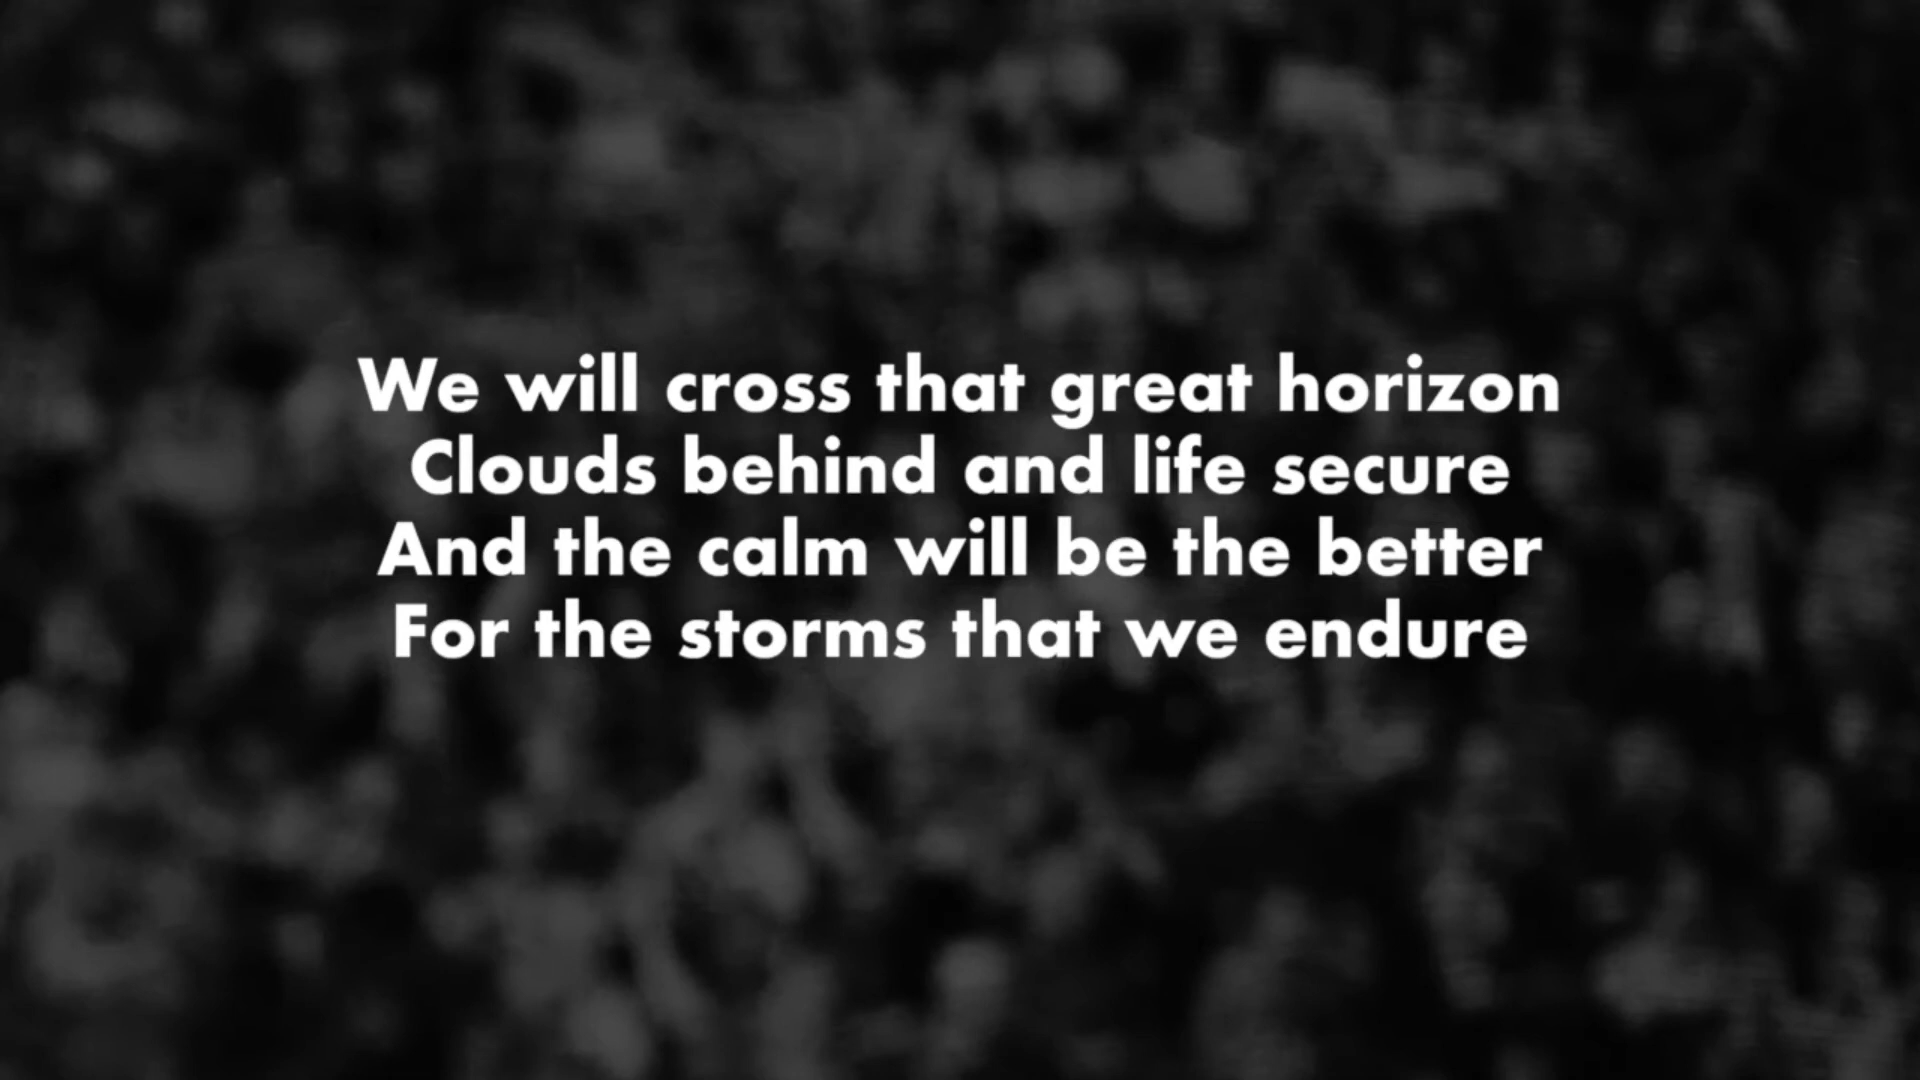 We will cross that great horizon
Clouds behind and life secure
And the calm will be the better
For the storms that we endure